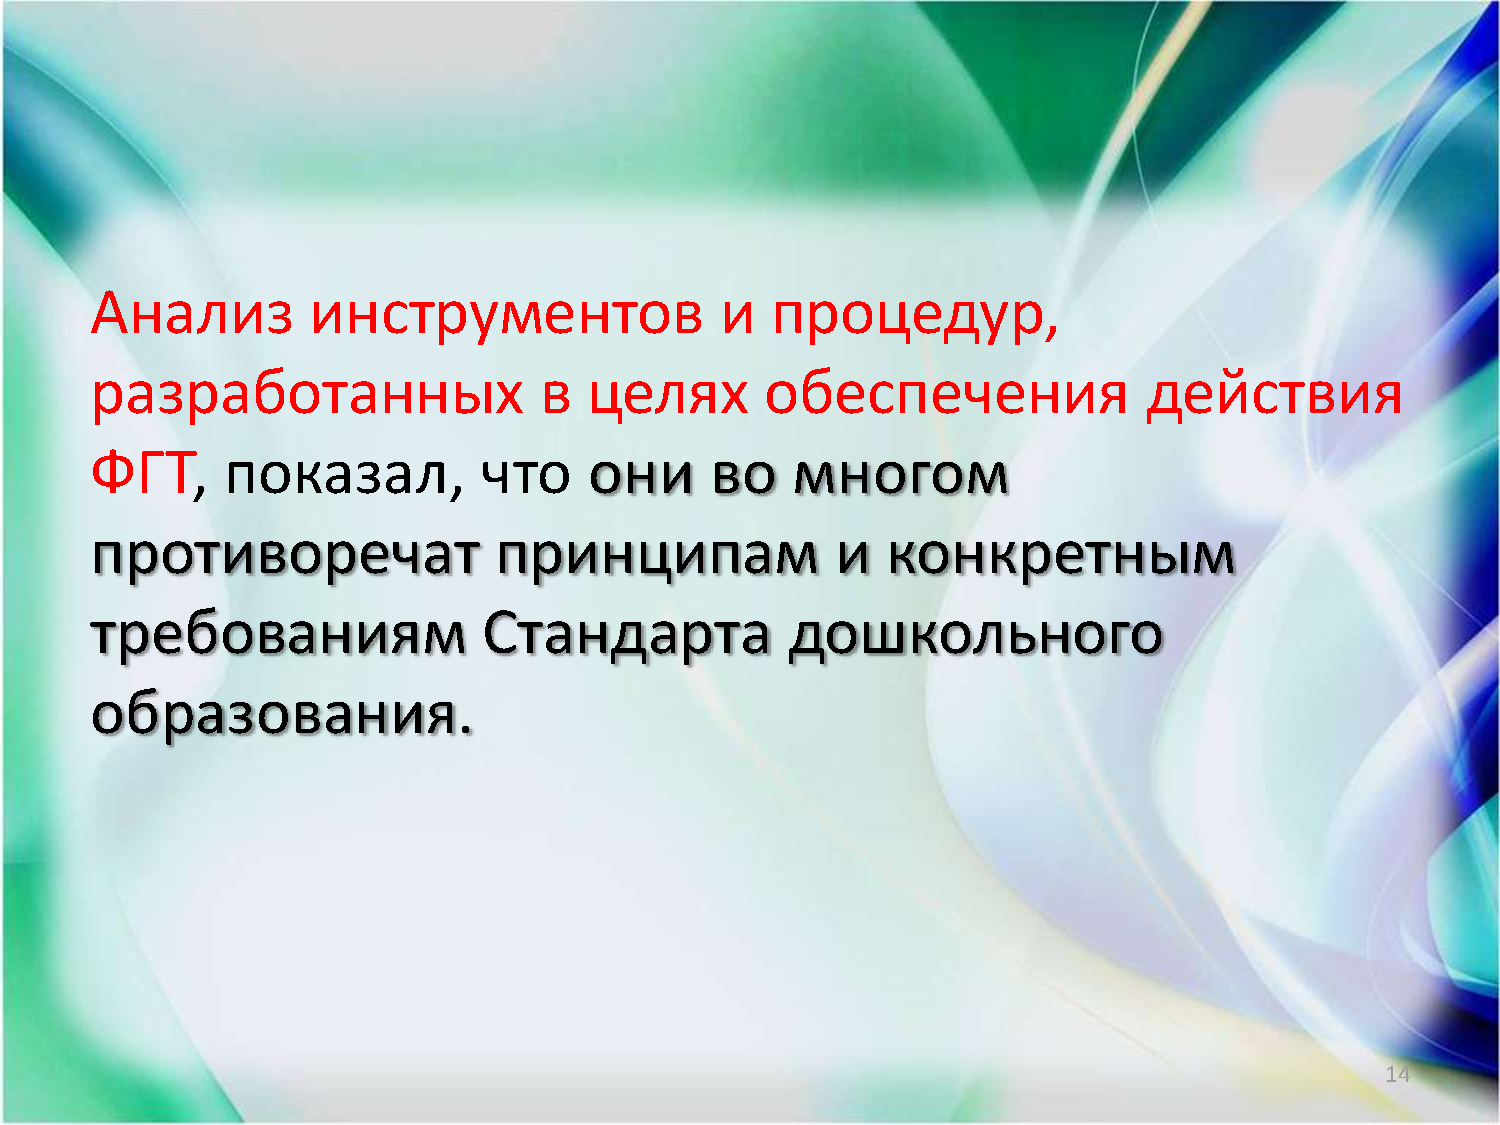 Анализ инструментов и процедур,
разработанных в целях обеспечения действия
ФГТ, показал, что они во многом
противоречат принципам и конкретным
требованиям Стандарта дошкольного
образования.
14